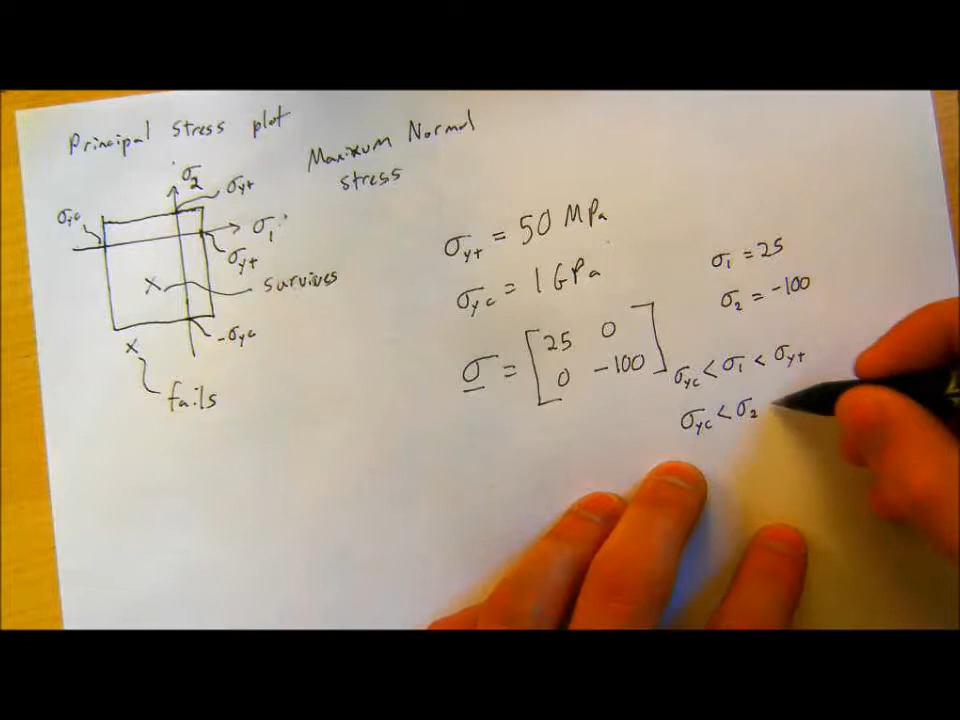 Principal stress plot
Maximum Normal
stress
σ2
σyt
σyc
σ1
σyt
X survives
-σyc
X
fails
σyt = 50 MPa
σyc = 1 GPa
σ = [25 0
0 -100]
σ1 = 25
σ2 = -100
σyc < σ1 < σyt
σyc < σ2